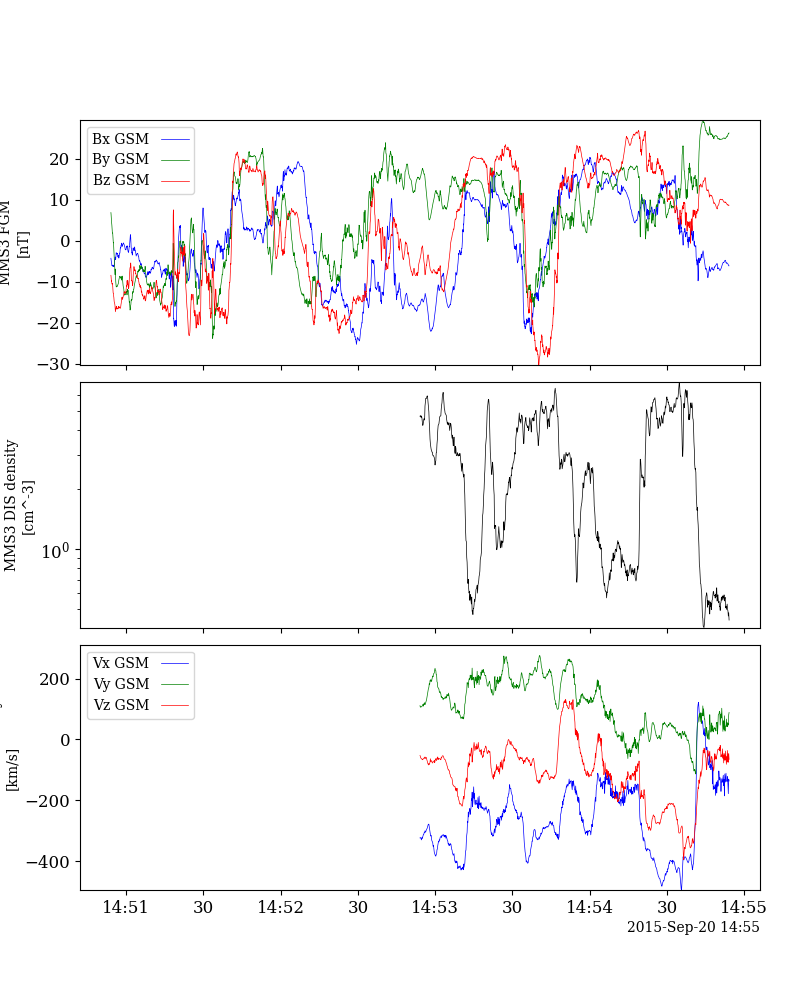 Bx GSM
By GSM
Bz GSM
MMS3 FGM
[nT]
20
10
0
−10
−20
−30
MMS3 DIS density
[cm^-3]
10^0
Vx GSM
Vy GSM
Vz GSM
[km/s]
200
0
−200
−400
14:51 30 14:52 30 14:53 30 14:54 30 14:55
2015-Sep-20 14:55